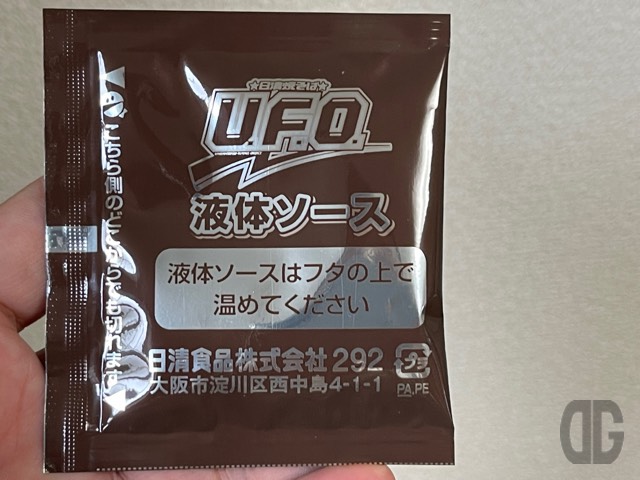 ★日清焼そば★
U.F.O.
液体ソース
液体ソースはフタの上で
温めてください
日清食品株式会社 292
大阪市淀川区西中島4-1-1
プラ
PA,PE
こちら側のどこからでも切れます
DG